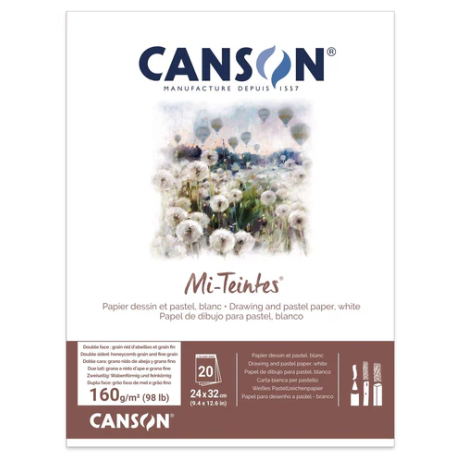 CANSON®
MANUFACTURE DEPUIS 1557
Mi-Teintes®
Papier dessin et pastel, blanc • Drawing and pastel paper, white
Papel de dibujo para pastel, blanco
Double face : grain nid d'abeilles et grain fin
Double sided: honeycomb grain and fine grain
Doble cara: grano nido de abeja y grano fino
Due lati: grana a nido d'ape e grana fine
Zweiseitig: Wabenförmig und feinkörnig
Dupla face: grão favo de mel e grão fino
160g/m² (98 lb)
20
24 x 32 cm
(9.4 x 12.6 in)
Papier dessin et pastel, blanc
Drawing and pastel paper, white
Papel de dibujo para pastel, blanco
Carta bianca per pastello
Weißes Pastellzeichenpapier
Papel para desenho a pastel - branco
CANSON